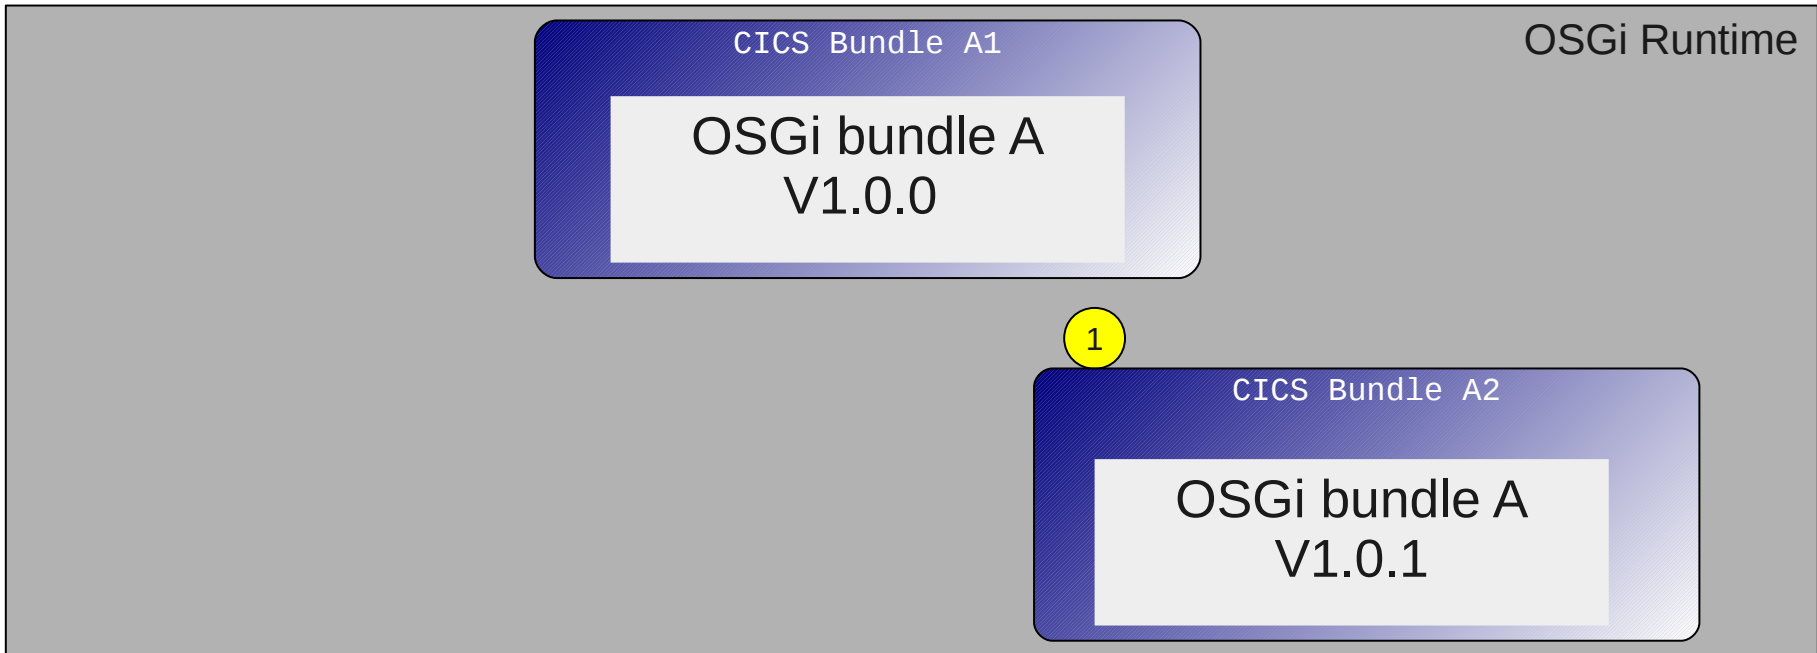 CICS Bundle A1
OSGi Runtime
OSGi bundle A
V1.0.0
1
CICS Bundle A2
OSGi bundle A
V1.0.1